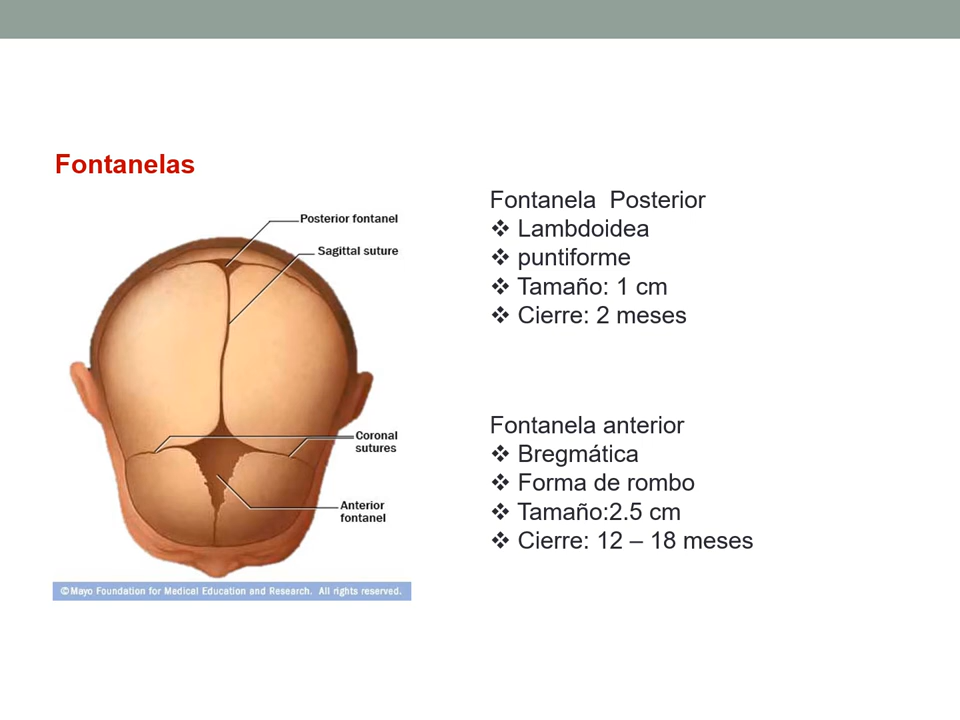 Fontanelas
Posterior fontanel
Sagittal suture
Coronal
sutures
Anterior
fontanel
©Mayo Foundation for Medical Education and Research. All rights reserved.
Fontanela Posterior
❖ Lambdoidea
❖ puntiforme
❖ Tamaño: 1 cm
❖ Cierre: 2 meses
Fontanela anterior
❖ Bregmática
❖ Forma de rombo
❖ Tamaño:2.5 cm
❖ Cierre: 12 – 18 meses